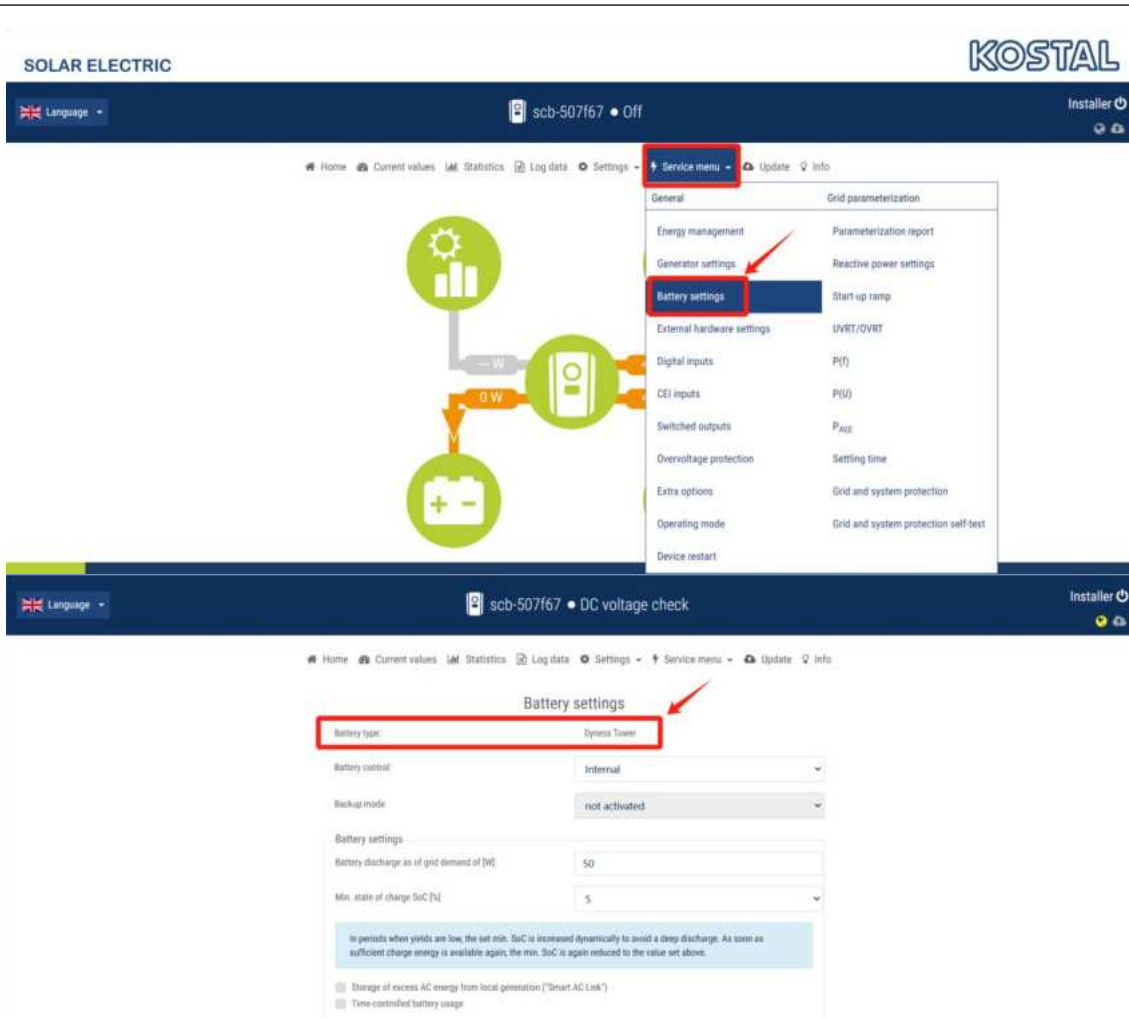 SOLAR ELECTRIC
KOSTAL
Language
scb-507f67 ● Off
Installer
Home Current values Statistics Log data Settings Service menu Update Info
General Grid parameterization
Energy management Parameterization report
Generator settings Reactive power settings
Battery settings Start-up ramp
External hardware settings UVRT/OVRT
Digital inputs P(f)
CEI inputs P(U)
Switched outputs PAVE
Overvoltage protection Settling time
Extra options Grid and system protection
Operating mode Grid and system protection self-test
Device restart
-- W
0 W
Language
scb-507f67 ● DC voltage check
Installer
Home Current values Statistics Log data Settings Service menu Update Info
Battery settings
Battery type: Dyness Tower
Battery control Internal
Backup mode not activated
Battery settings
Battery discharge as of grid demand of [W]: 50
Min. state of charge SoC [%] 5
In periods when yields are low, the set min. SoC is increased dynamically to avoid a deep discharge. As soon as
sufficient charge energy is available again, the min. SoC is again reduced to the value set above.
Storage of excess AC energy from local generation ("Smart AC Link")
Time-controlled battery usage